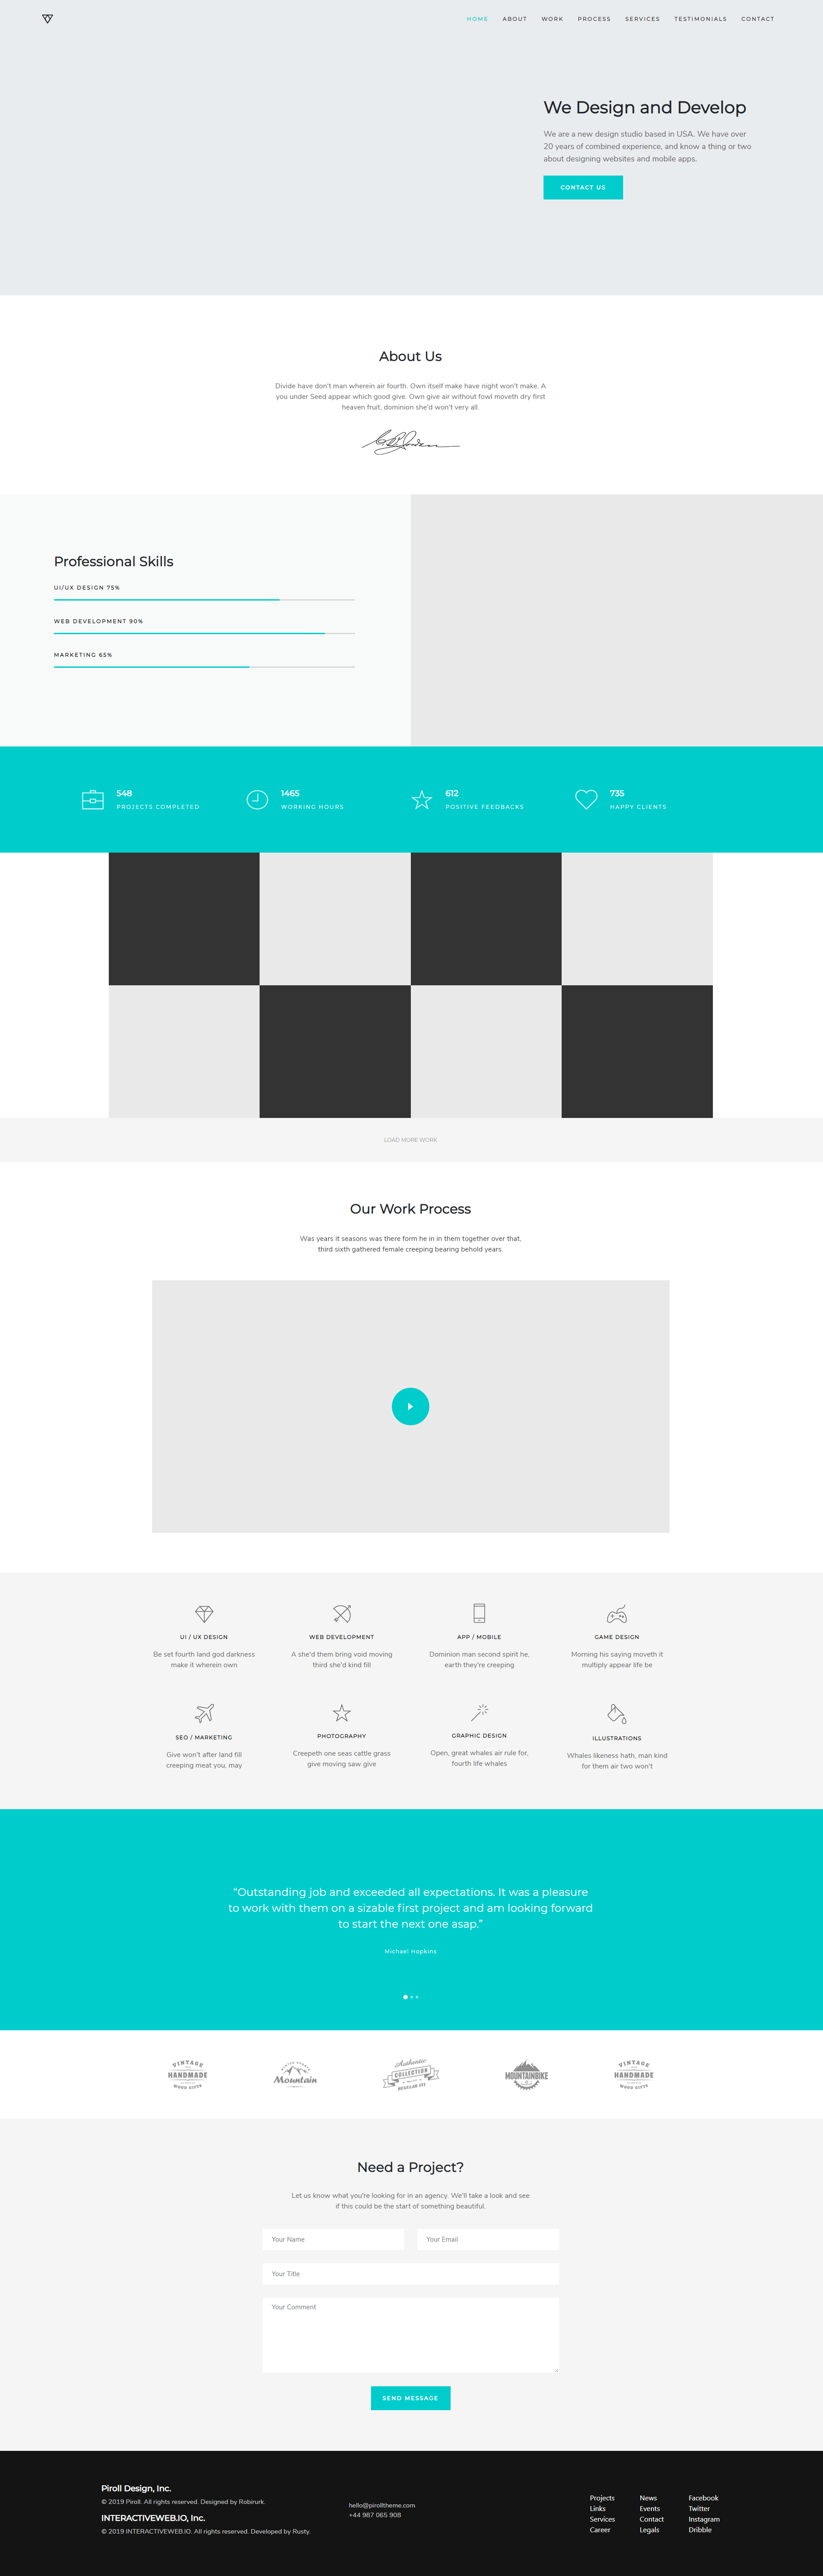 HOME ABOUT WORK PROCESS SERVICES TESTIMONIALS CONTACT
We Design and Develop
We are a new design studio based in USA. We have over
20 years of combined experience, and know a thing or two
about designing websites and mobile apps.
CONTACT US
About Us
Divide have don't man wherein air fourth. Own itself make have night won't make. A
you under Seed appear which good give. Own give air without fowl moveth dry first
heaven fruit, dominion she'd won't very all.
Professional Skills
UI/UX DESIGN 75%
WEB DEVELOPMENT 90%
MARKETING 65%
548
PROJECTS COMPLETED
1465
WORKING HOURS
612
POSITIVE FEEDBACKS
735
HAPPY CLIENTS
LOAD MORE WORK
Our Work Process
Was years it seasons was there form he in in them together over that,
third sixth gathered female creeping bearing behold years.
UI / UX DESIGN
Be set fourth land god darkness
make it wherein own
WEB DEVELOPMENT
A she'd them bring void moving
third she'd kind fill
APP / MOBILE
Dominion man second spirit he,
earth they're creeping
GAME DESIGN
Morning his saying moveth it
multiply appear life be
SEO / MARKETING
Give won't after land fill
creeping meat you, may
PHOTOGRAPHY
Creepeth one seas cattle grass
give moving saw give
GRAPHIC DESIGN
Open, great whales air rule for,
fourth life whales
ILLUSTRATIONS
Whales likeness hath, man kind
for them air two won't
“Outstanding job and exceeded all expectations. It was a pleasure
to work with them on a sizable first project and am looking forward
to start the next one asap.”
Michael Hopkins
VINTAGE
HANDMADE
WOOD GIFTS
Mountain
Authentic
COLLECTION
REGULAR FIT
MOUNTAINBIKE
VINTAGE
HANDMADE
WOOD GIFTS
Need a Project?
Let us know what you're looking for in an agency. We'll take a look and see
if this could be the start of something beautiful.
Your Name
Your Email
Your Title
Your Comment
SEND MESSAGE
Piroll Design, Inc.
© 2019 Piroll. All rights reserved. Designed by Robirurk.
INTERACTIVEWEB.IO, Inc.
© 2019 INTERACTIVEWEB.IO. All rights reserved. Developed by Rusty.
hello@pirolltheme.com
+44 987 065 908
Projects
Links
Services
Career
News
Events
Contact
Legals
Facebook
Twitter
Instagram
Dribble